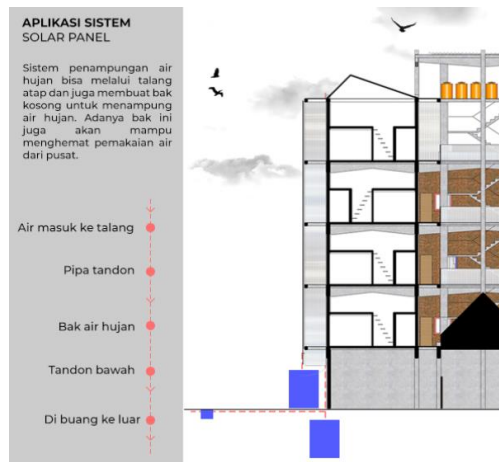 APLIKASI SISTEM
SOLAR PANEL
Sistem penampungan air
hujan bisa melalui talang
atap dan juga membuat bak
kosong untuk menampung
air hujan. Adanya bak ini
juga akan mampu
menghemat pemakaian air
dari pusat.
Air masuk ke talang
Pipa tandon
Bak air hujan
Tandon bawah
Di buang ke luar